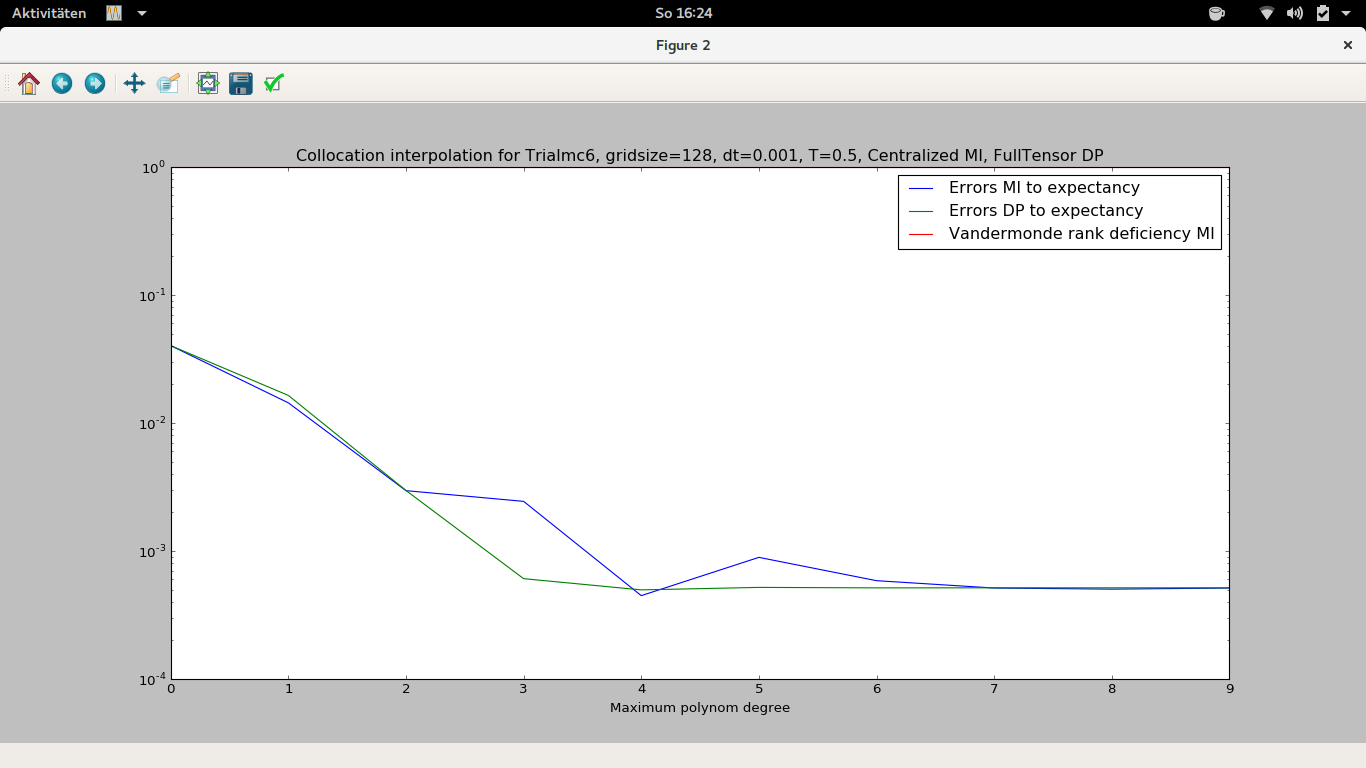 Aktivitäten
So 16:24
Figure 2
Collocation interpolation for Trialmc6, gridsize=128, dt=0.001, T=0.5, Centralized MI, FullTensor DP
Errors MI to expectancy
Errors DP to expectancy
Vandermonde rank deficiency MI
10^0
10^-1
10^-2
10^-3
10^-4
0 1 2 3 4 5 6 7 8 9
Maximum polynom degree